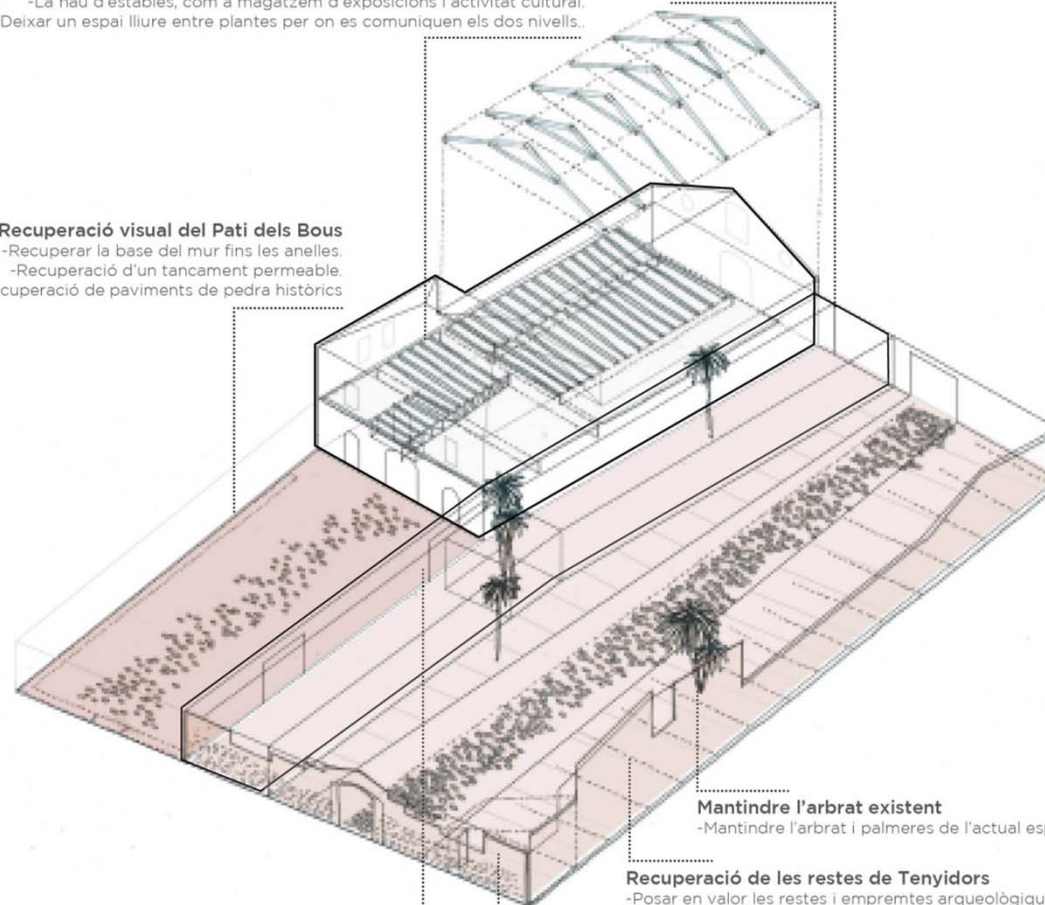 -La nau d'estables, com a magatzem d'exposicions i activitat cultural.
Deixar un espai lliure entre plantes per on es comuniquen els dos nivells..
Recuperació visual del Pati dels Bous
-Recuperar la base del mur fins les anelles.
-Recuperació d'un tancament permeable.
cuperació de paviments de pedra històrics
Mantindre l'arbrat existent
-Mantindre l'arbrat i palmeres de l'actual esp
Recuperació de les restes de Tenyidors
-Posar en valor les restes i empremtes arqueològiqu